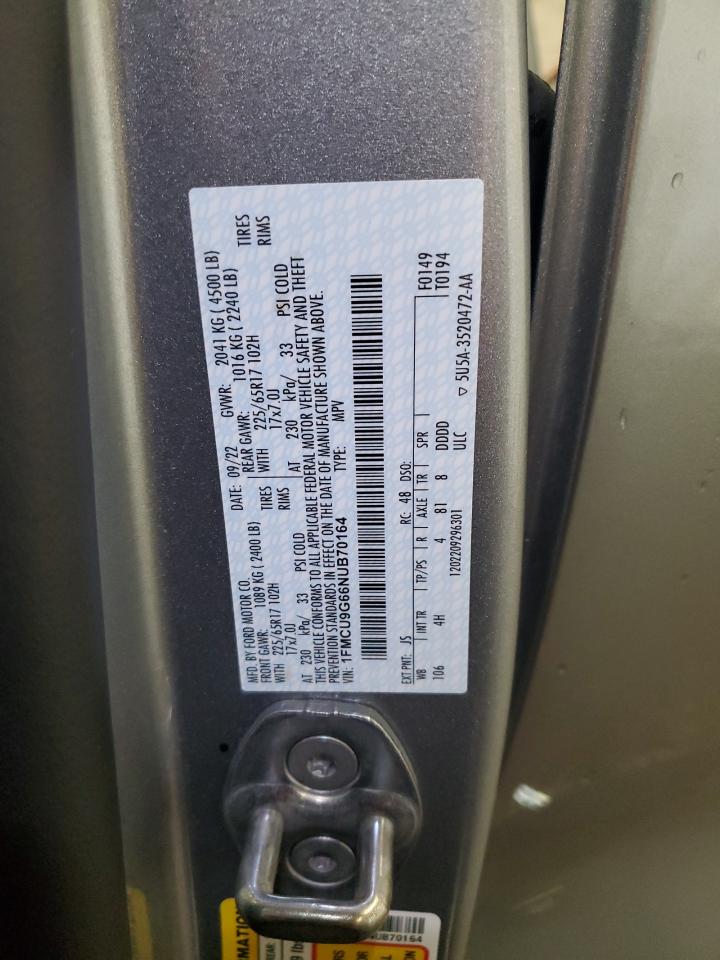 MFD. BY FORD MOTOR CO.
DATE: 09/22 GVWR: 2041 KG ( 4500 LB)
FRONT GAWR: 1089 KG ( 2400 LB) REAR GAWR: 1016 KG ( 2240 LB)
WITH 225/65R17 102H TIRES WITH 225/65R17 102H TIRES
17x7.0J RIMS 17x7.0J RIMS
AT 230 kPa/ 33 PSI COLD AT 230 kPa/ 33 PSI COLD
THIS VEHICLE CONFORMS TO ALL APPLICABLE FEDERAL MOTOR VEHICLE SAFETY AND THEFT
PREVENTION STANDARDS IN EFFECT ON THE DATE OF MANUFACTURE SHOWN ABOVE.
VIN: 1FMCU9G66NUB70164 TYPE: MPV
F0149
T0194
EXT PNT: JS RC: 48 DSO:
WB INT TR TP/PS R AXLE TR SPR
106 4H 4 81 8 DDDD
ULC
1202209296301
▽ 5U5A-3520472-AA
NUB70164